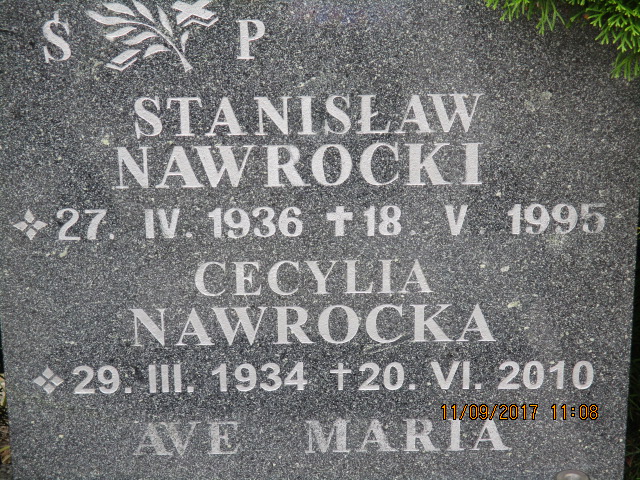 Ś P
STANISŁAW
NAWROCKI
27. IV. 1936 ✝ 18. V. 1995
CECYLIA
NAWROCKA
29. III. 1934 ✝ 20. VI. 2010
11/09/2017 11:08
AVE MARIA